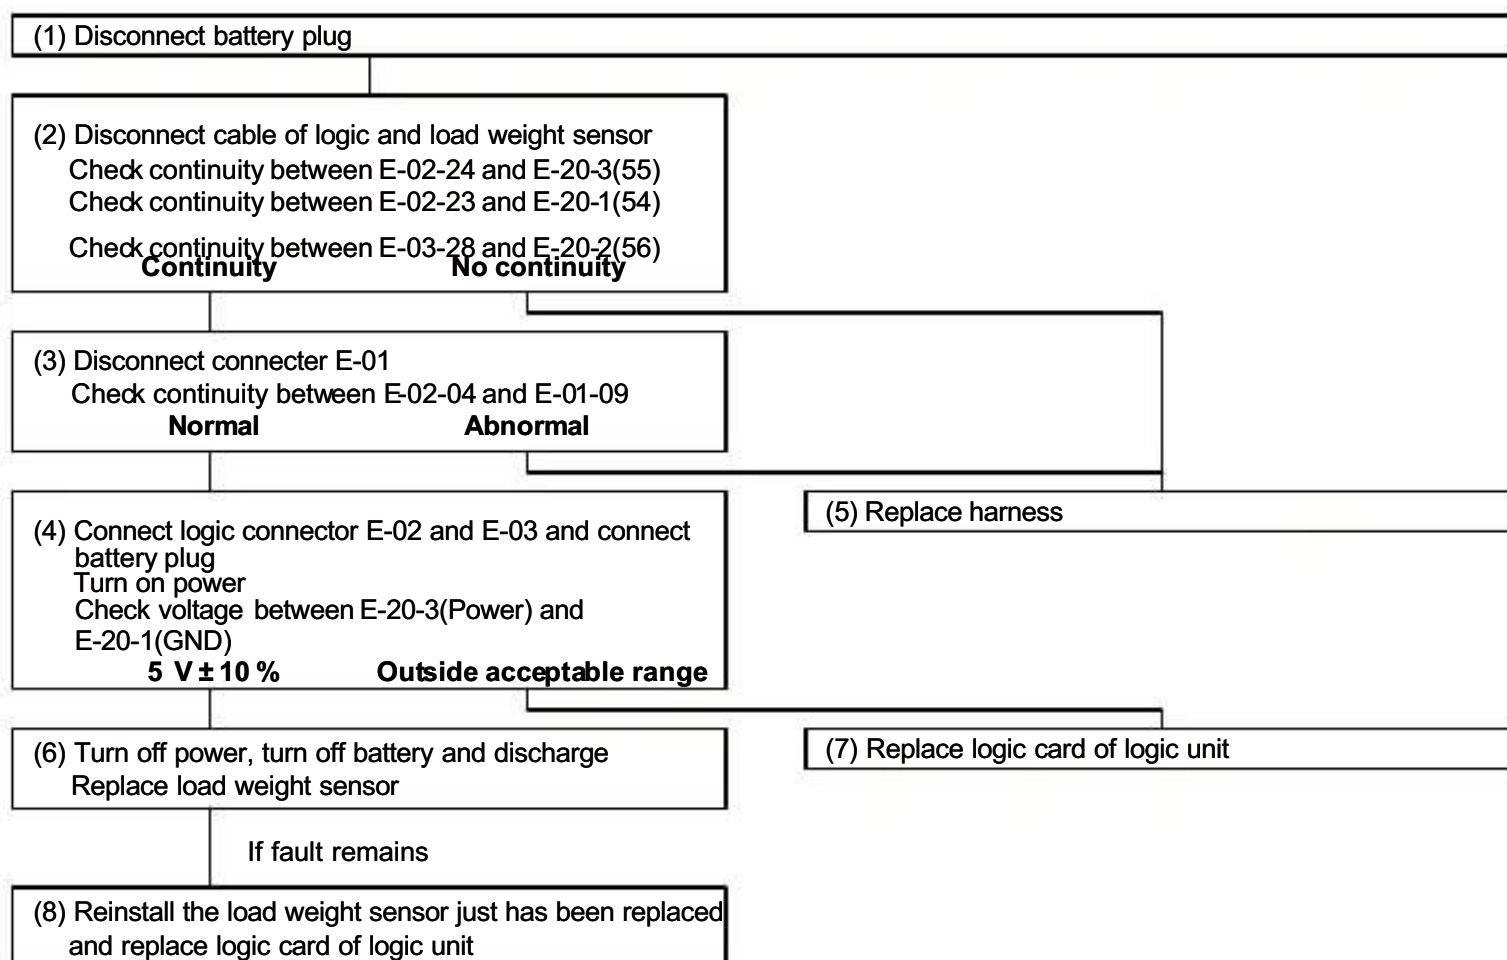 (1) Disconnect battery plug
(2) Disconnect cable of logic and load weight sensor
Check continuity between E-02-24 and E-20-3(55)
Check continuity between E-02-23 and E-20-1(54)
Check continuity between E-03-28 and E-20-2(56)
Continuity No continuity
(3) Disconnect connecter E-01
Check continuity between E-02-04 and E-01-09
Normal Abnormal
(4) Connect logic connector E-02 and E-03 and connect
battery plug
Turn on power
Check voltage between E-20-3(Power) and
E-20-1(GND)
5 V±10 % Outside acceptable range
(5) Replace harness
(6) Turn off power, turn off battery and discharge
Replace load weight sensor
(7) Replace logic card of logic unit
If fault remains
(8) Reinstall the load weight sensor just has been replaced
and replace logic card of logic unit